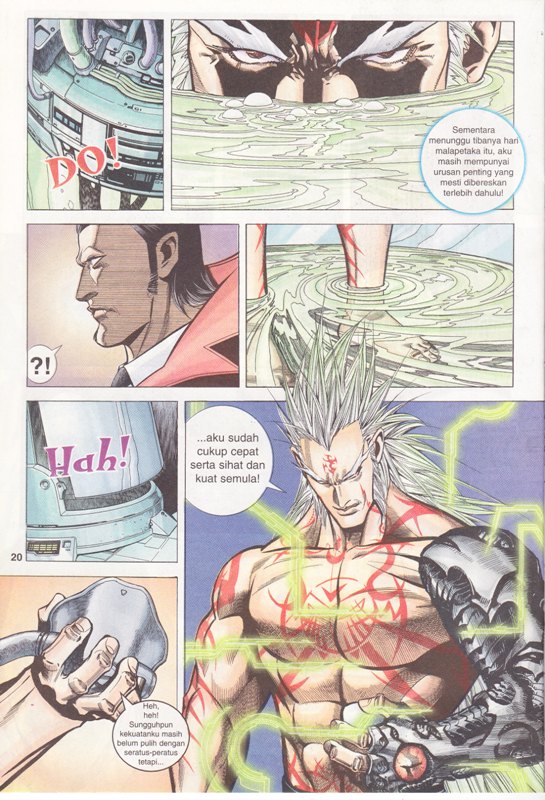 DO!
Sementara
menunggu tibanya hari
malapetaka itu, aku
masih mempunyai
urusan penting yang
mesti dibereskan
terlebih dahulu!
?!
Hah!
...aku sudah
cukup cepat
serta sihat dan
kuat semula!
20
Heh,
heh!
Sungguhpun
kekuatanku masih
belum pulih dengan
seratus-peratus
tetapi...